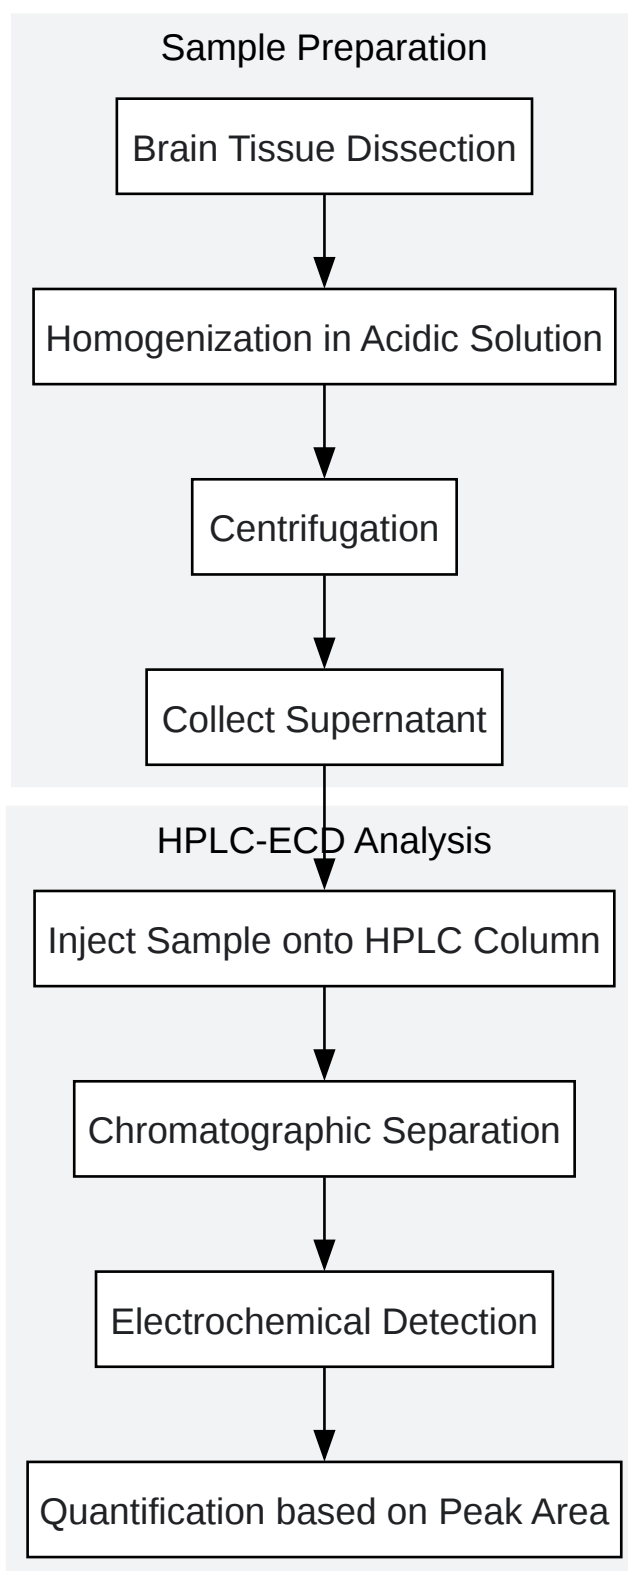 Sample Preparation
Brain Tissue Dissection
Homogenization in Acidic Solution
Centrifugation
Collect Supernatant
HPLC-ECD Analysis
Inject Sample onto HPLC Column
Chromatographic Separation
Electrochemical Detection
Quantification based on Peak Area